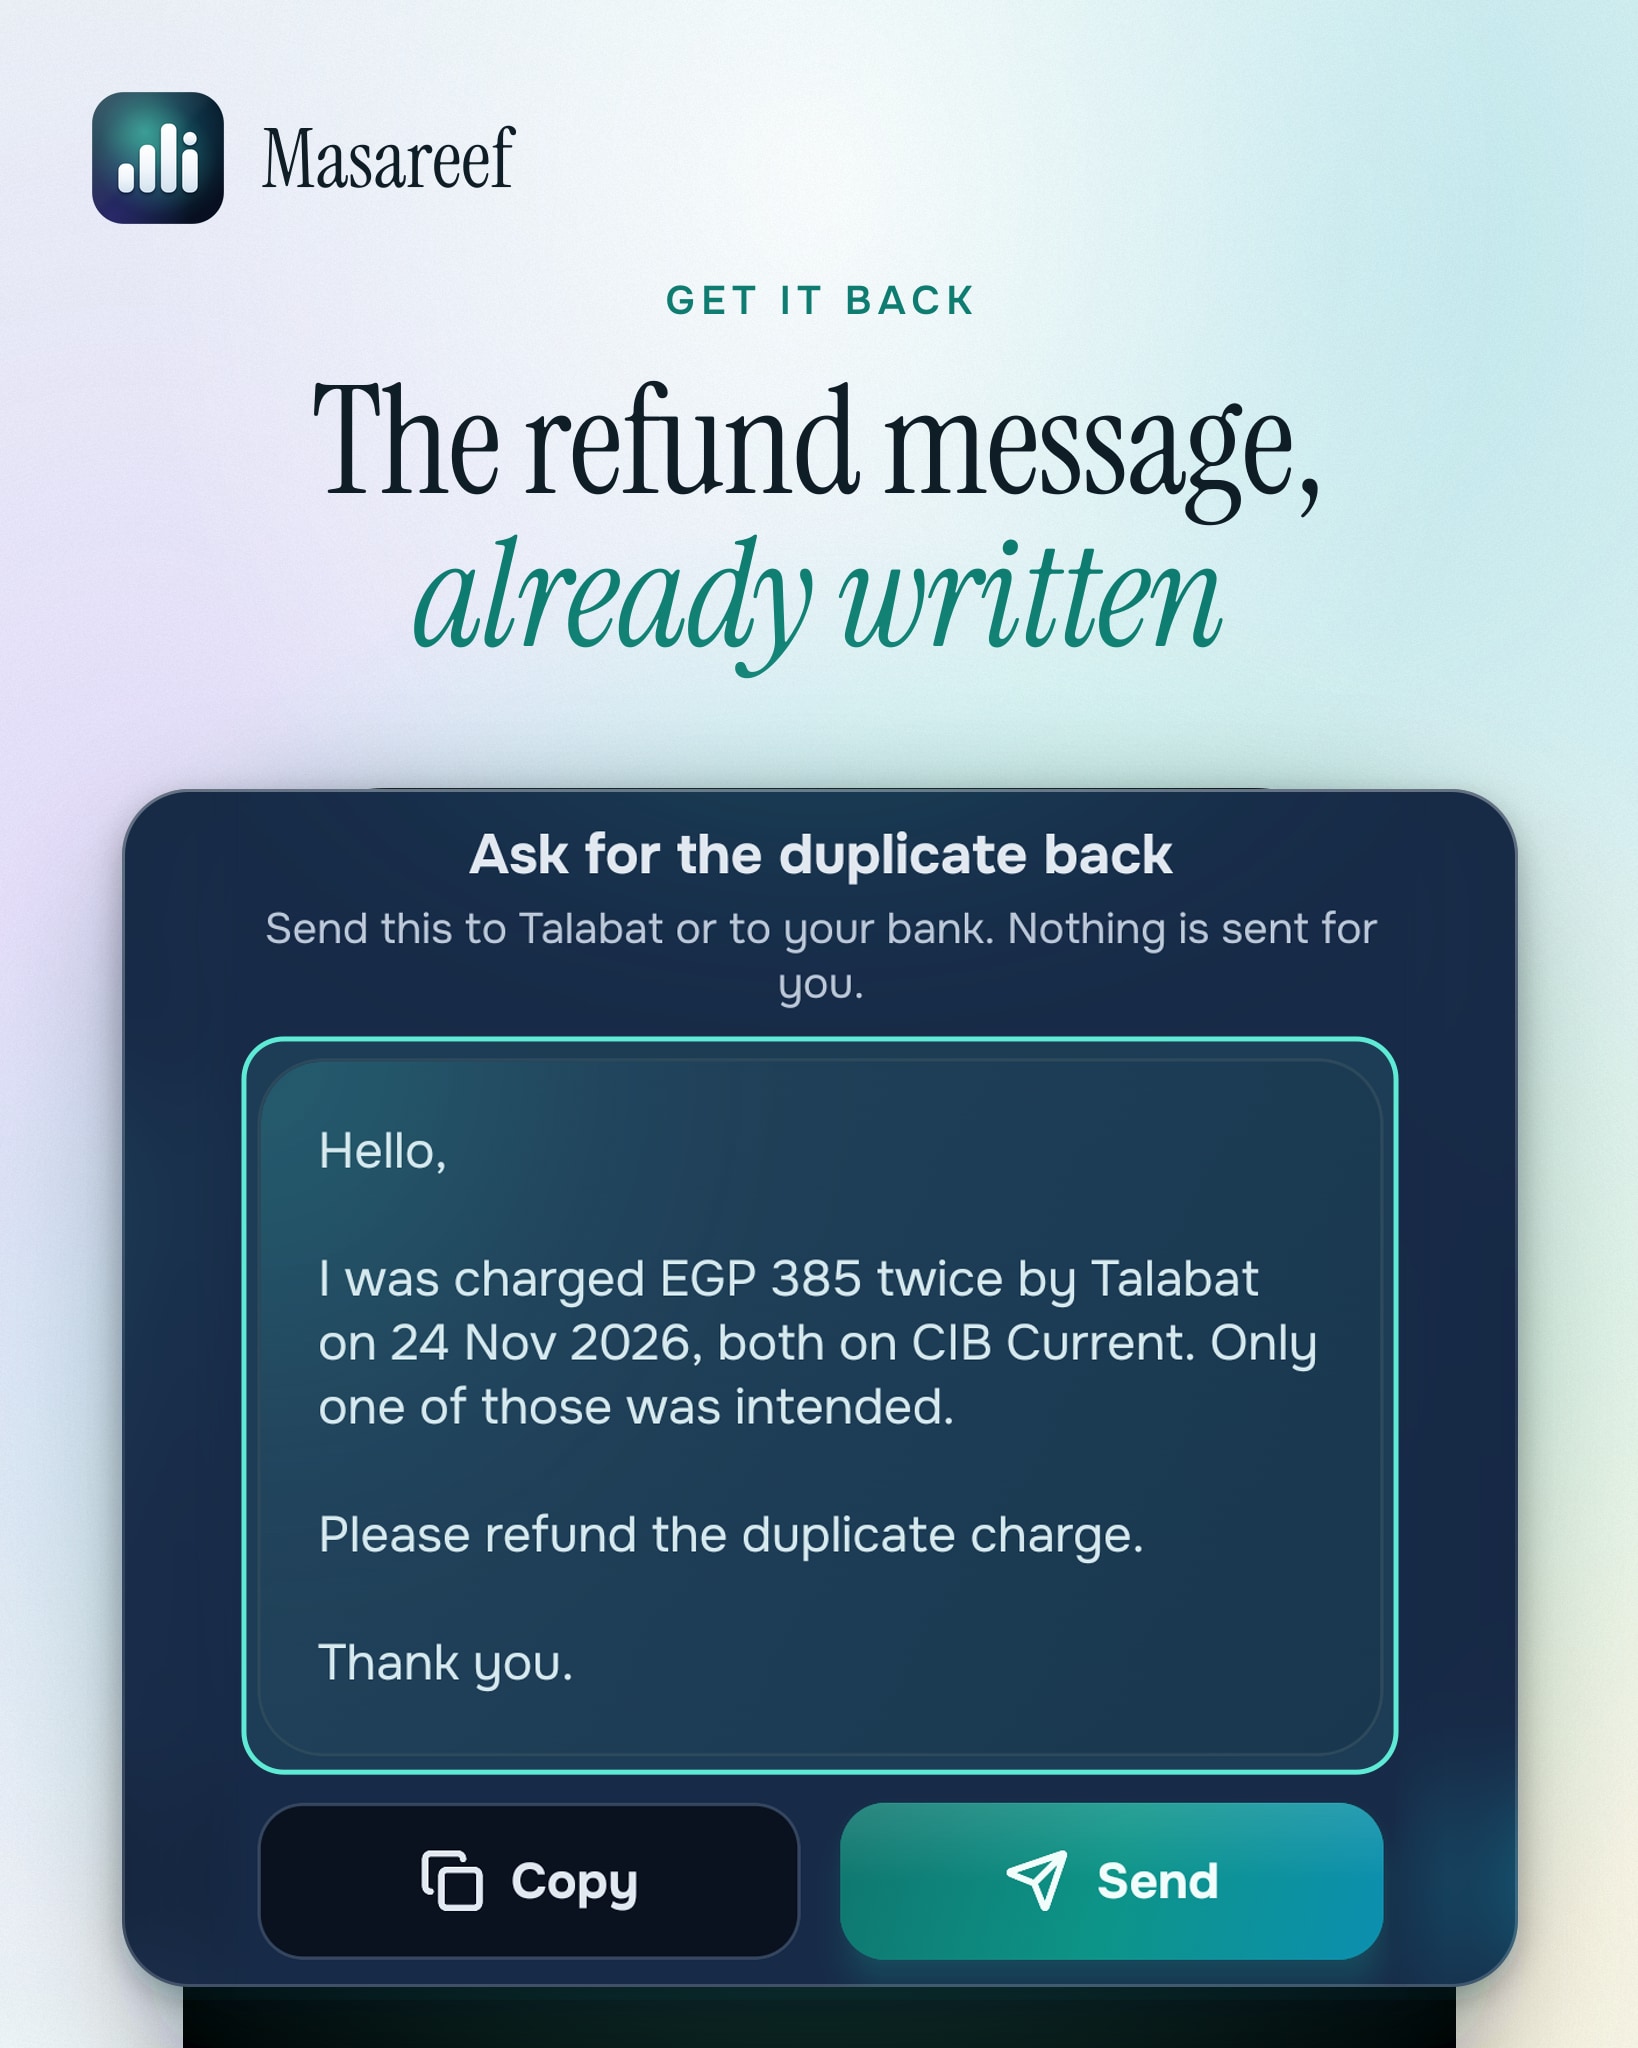 Masareef
GET IT BACK
The refund message,
already written
Ask for the duplicate back
Send this to Talabat or to your bank. Nothing is sent for
you.
Hello,
I was charged EGP 385 twice by Talabat
on 24 Nov 2026, both on CIB Current. Only
one of those was intended.
Please refund the duplicate charge.
Thank you.
Copy
Send